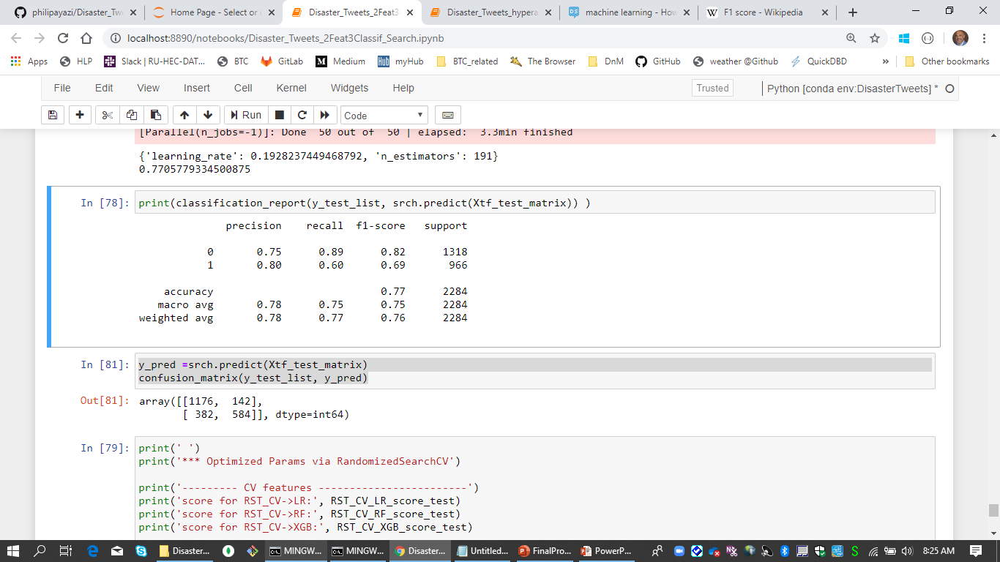 philipayazi/Disaster_Twe
Home Page - Select or
Disaster_Tweets_2Feat3
Disaster_Tweets_hypera
machine learning - How
F1 score - Wikipedia
localhost:8890/notebooks/Disaster_Tweets_2Feat3Classif_Search.ipynb
Apps HLP Slack | RU-HEC-DAT... BTC GitLab Medium myHub BTC_related The Browser DnM GitHub weather @Github QuickDBD » Other bookmarks
File Edit View Insert Cell Kernel Widgets Help Trusted Python [conda env:DisasterTweets] *
Run Code
[Parallel(n_jobs=-1)]: Done 50 out of 50 | elapsed: 3.3min finished
{'learning_rate': 0.1928237449468792, 'n_estimators': 191}
0.7705779334500875
In [78]: print(classification_report(y_test_list, srch.predict(Xtf_test_matrix)) )
precision recall f1-score support
0 0.75 0.89 0.82 1318
1 0.80 0.60 0.69 966
accuracy 0.77 2284
macro avg 0.78 0.75 0.75 2284
weighted avg 0.78 0.77 0.76 2284
In [81]: y_pred =srch.predict(Xtf_test_matrix)
confusion_matrix(y_test_list, y_pred)
Out[81]: array([[1176, 142],
[ 382, 584]], dtype=int64)
In [79]: print(' ')
print('*** Optimized Params via RandomizedSearchCV')
print('--------- CV features ------------------------')
print('score for RST_CV->LR:', RST_CV_LR_score_test)
print('score for RST_CV->RF:', RST_CV_RF_score_test)
print('score for RST_CV->XGB:', RST_CV_XGB_score_test)
Disaster... MINGW... MINGW... Disaster... Untitled... FinalPro... PowerP... 8:25 AM